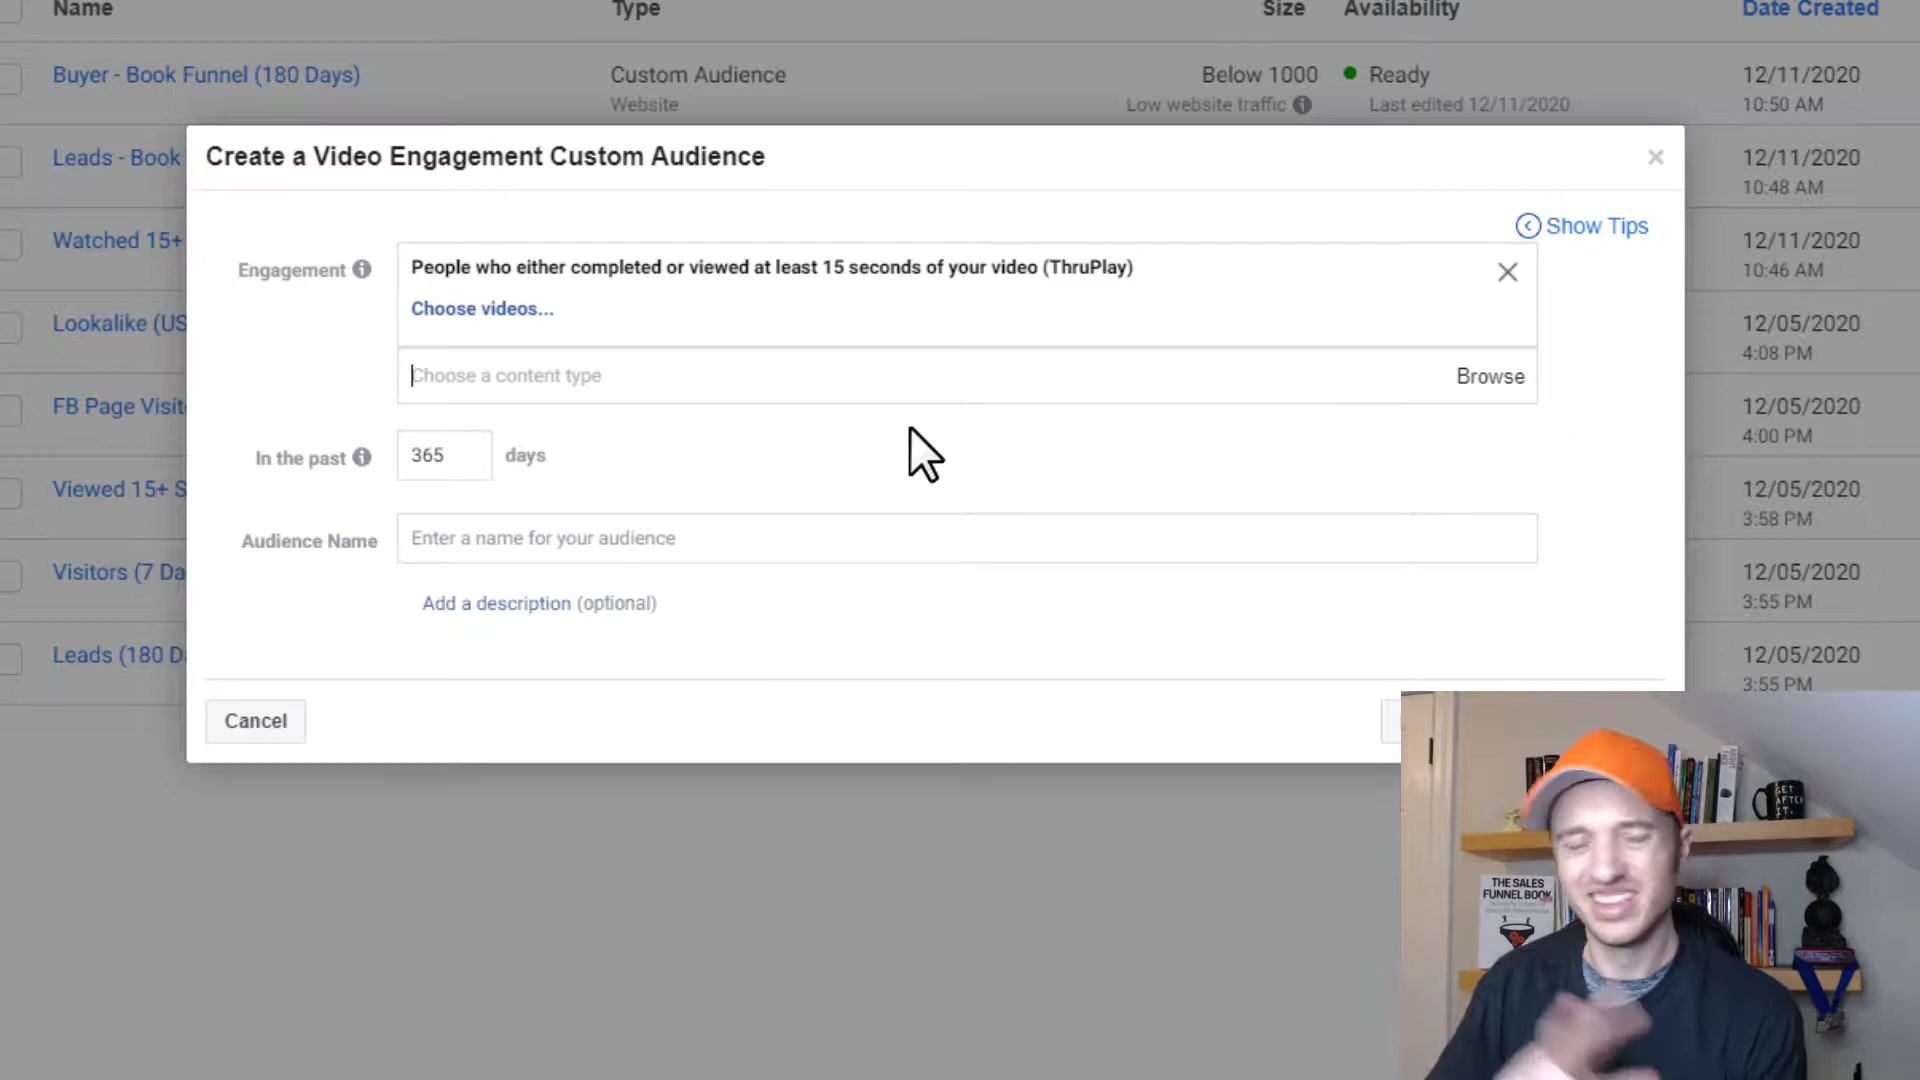 Name Type Size Availability Date Created
Buyer - Book Funnel (180 Days) Custom Audience Below 1000 Ready 12/11/2020
Website Low website traffic Last edited 12/11/2020 10:50 AM
Create a Video Engagement Custom Audience
Leads - Book 12/11/2020
10:48 AM
Show Tips
Watched 15+ 12/11/2020
10:46 AM
Engagement People who either completed or viewed at least 15 seconds of your video (ThruPlay)
Choose videos...
Lookalike (US 12/05/2020
4:08 PM
Choose a content type Browse
FB Page Visit 12/05/2020
4:00 PM
In the past 365 days
Viewed 15+ S 12/05/2020
3:58 PM
Audience Name Enter a name for your audience
Visitors (7 Da 12/05/2020
3:55 PM
Add a description (optional)
Leads (180 D 12/05/2020
3:55 PM
Cancel
GET
AFTER
IT.
THE SALES
FUNNEL BOOK